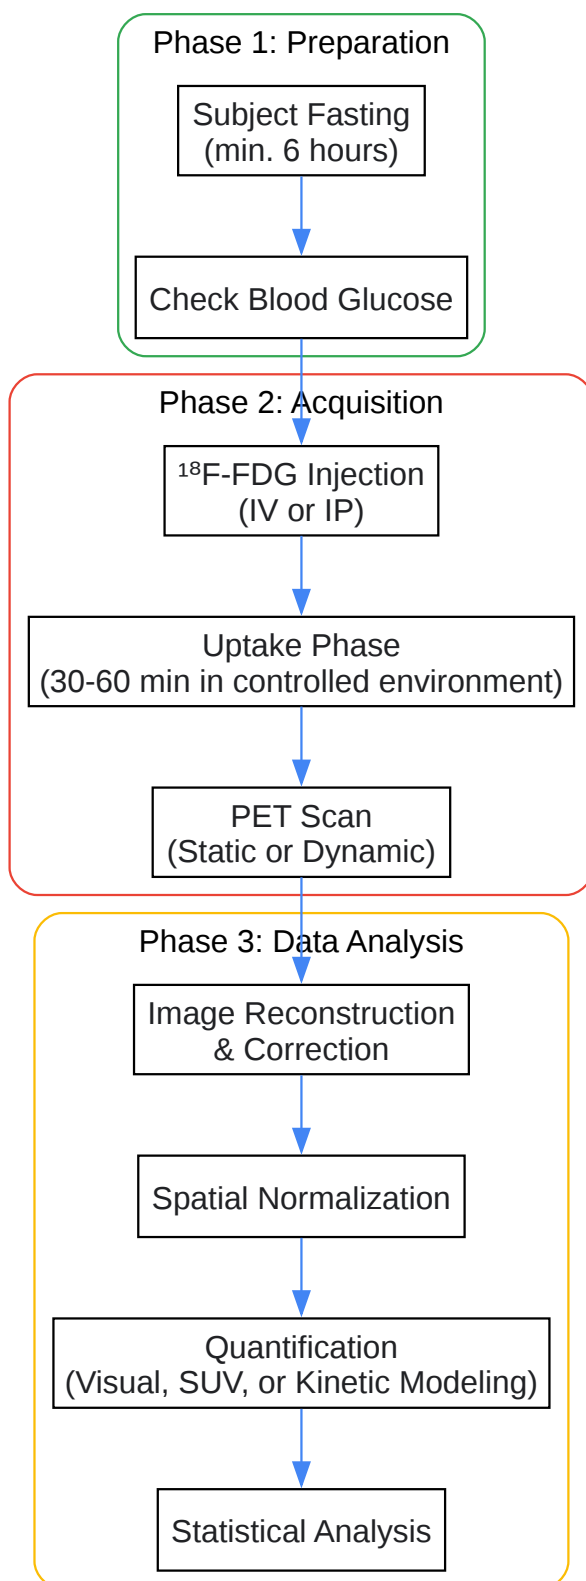 Phase 1: Preparation
Subject Fasting
(min. 6 hours)
Check Blood Glucose
Phase 2: Acquisition
¹⁸F-FDG Injection
(IV or IP)
Uptake Phase
(30-60 min in controlled environment)
PET Scan
(Static or Dynamic)
Phase 3: Data Analysis
Image Reconstruction
& Correction
Spatial Normalization
Quantification
(Visual, SUV, or Kinetic Modeling)
Statistical Analysis